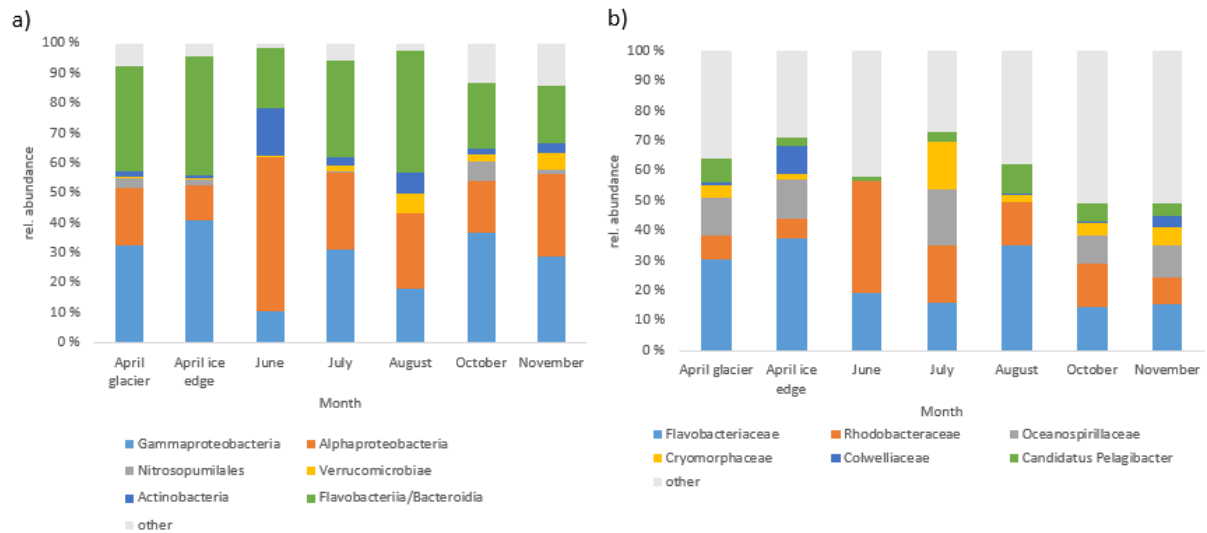 a)
100 %
90 %
80 %
70 %
60 %
50 %
40 %
30 %
20 %
10 %
0 %
rel. abundance
April glacier
April ice edge
June
July
August
October
November
Month
Gammaproteobacteria
Alphaproteobacteria
Nitrosopumilales
Verrucomicrobiae
Actinobacteria
Flavobacteriia/Bacteroidia
other
b)
100 %
90 %
80 %
70 %
60 %
50 %
40 %
30 %
20 %
10 %
0 %
rel. abundance
April glacier
April ice edge
June
July
August
October
November
Month
Flavobacteriaceae
Rhodobacteraceae
Oceanospirillaceae
Cryomorphaceae
Colwelliaceae
Candidatus Pelagibacter
other